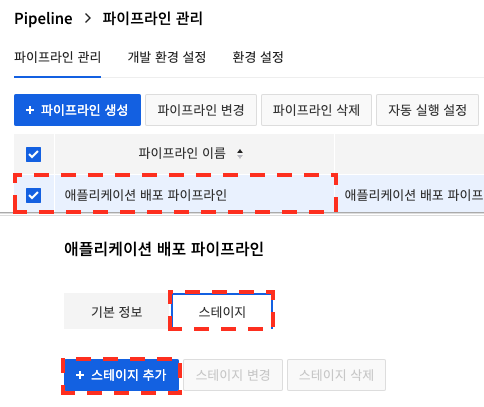 Pipeline > 파이프라인 관리
파이프라인 관리 개발 환경 설정 환경 설정
+ 파이프라인 생성 파이프라인 변경 파이프라인 삭제 자동 실행 설정
파이프라인 이름
애플리케이션 배포 파이프라인 애플리케이션 배포 파이프
애플리케이션 배포 파이프라인
기본 정보 스테이지
+ 스테이지 추가 스테이지 변경 스테이지 삭제